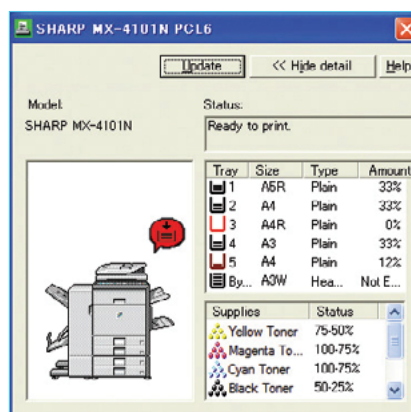 SHARP MX-4101N PCL6
Update << Hide detail Help
Model: Status:
SHARP MX-4101N Ready to print.
Tray Size Type Amount
1 A5R Plain 33%
2 A4 Plain 33%
3 A4R Plain 0%
4 A3 Plain 33%
5 A4 Plain 12%
By... A3W Hea... Not E...
Supplies Status
Yellow Toner 75-50%
Magenta To... 100-75%
Cyan Toner 100-75%
Black Toner 50-25%